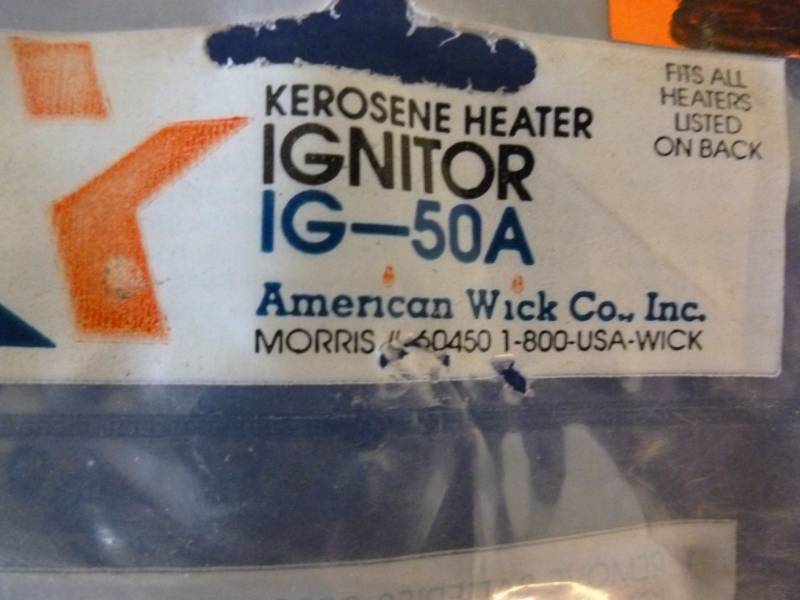 KEROSENE HEATER
IGNITOR
IG—50A
American Wick Co., Inc.
MORRIS IL 60450 1-800-USA-WICK
FITS ALL
HEATERS
LISTED
ON BACK